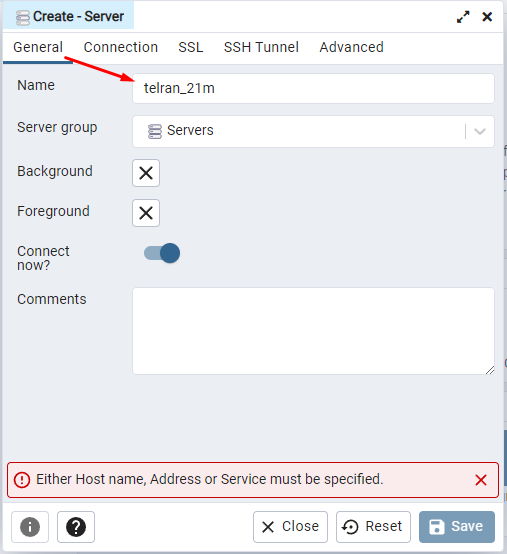 Create - Server
General Connection SSL SSH Tunnel Advanced
Name telran_21m
Server group Servers
Background
Foreground
Connect
now?
Comments
Either Host name, Address or Service must be specified.
Close Reset Save